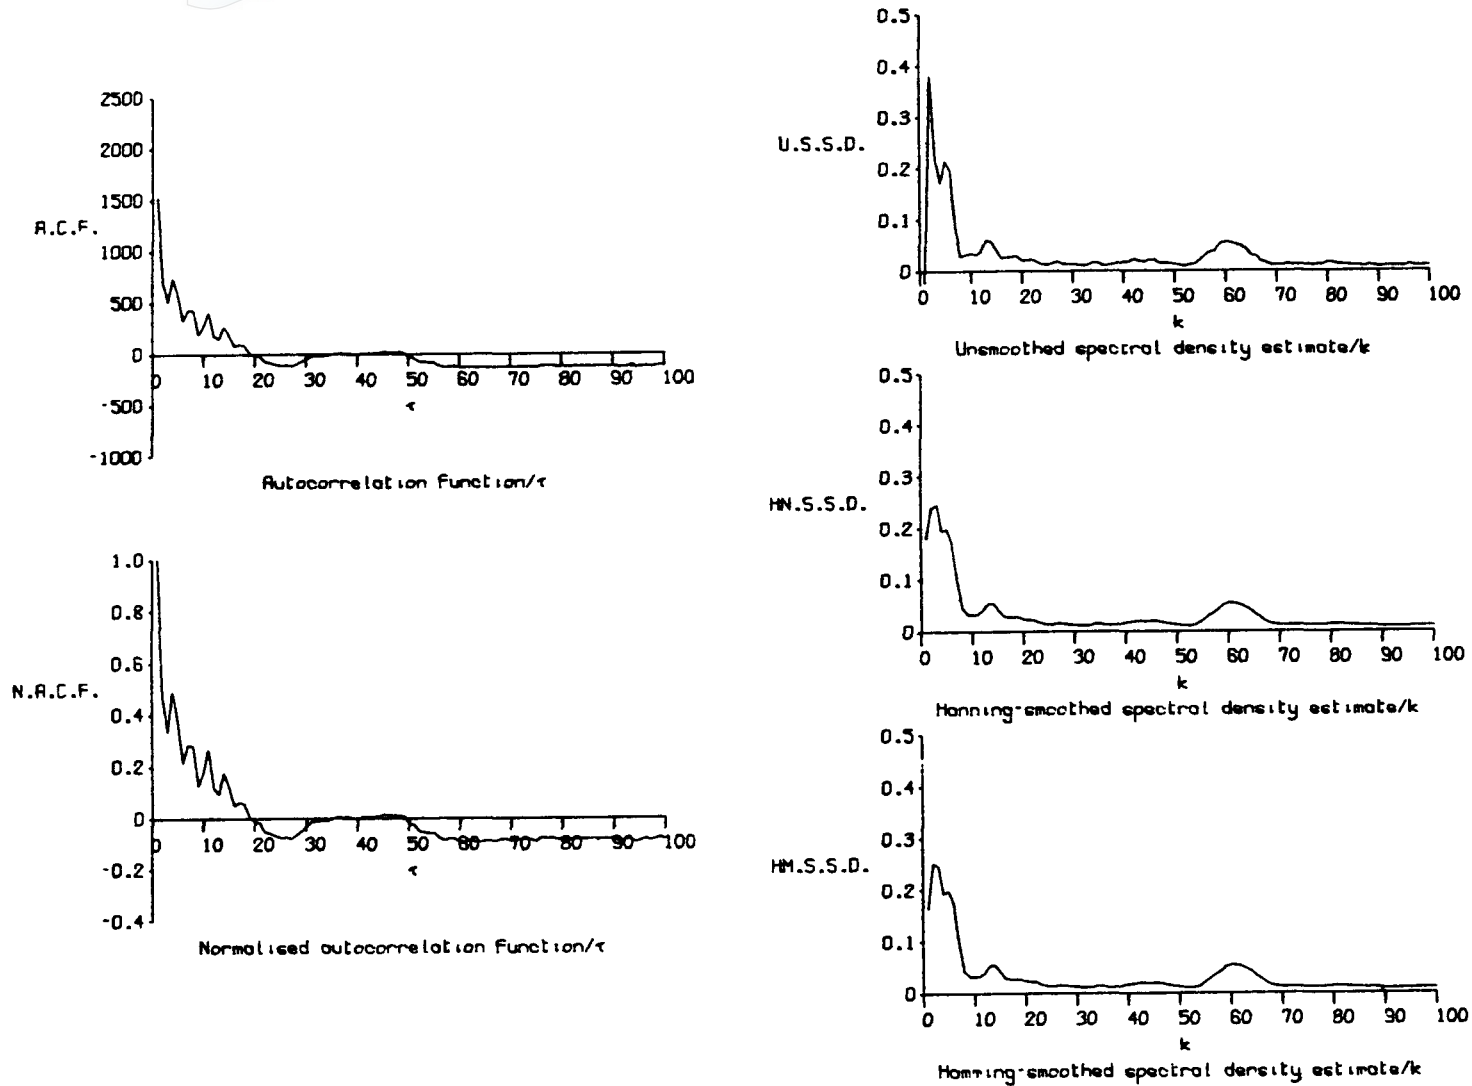 2500
2000
1500
A.C.F.
1000
500
0
0 10 20 30 40 50 60 70 80 90 100
τ
-500
-1000
Autocorrelation function/τ
1.0
0.8
0.6
N.A.C.F.
0.4
0.2
0
0 10 20 30 40 50 60 70 80 90 100
τ
-0.2
-0.4
Normalised autocorrelation function/τ
0.5
0.4
0.3
U.S.S.D.
0.2
0.1
0
0 10 20 30 40 50 60 70 80 90 100
k
Unsmoothed spectral density estimate/k
0.5
0.4
0.3
HN.S.S.D.
0.2
0.1
0
0 10 20 30 40 50 60 70 80 90 100
k
Hanning-smoothed spectral density estimate/k
0.5
0.4
0.3
HM.S.S.D.
0.2
0.1
0
0 10 20 30 40 50 60 70 80 90 100
k
Hamming-smoothed spectral density estimate/k